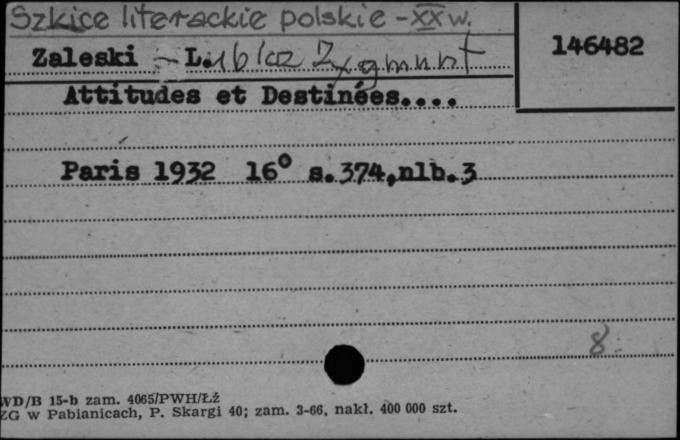 Szkice literackie polskie - XX w.
Zaleski - L.ubicz Zygmunt
146482
Attitudes et Destinées....
Paris 1932 16° s.374,nlb.3
8
WD/B 15-b zam. 4065/PWH/ŁŻ
ZG w Pabianicach, P. Skargi 40; zam. 3-66. nakł. 400 000 szt.